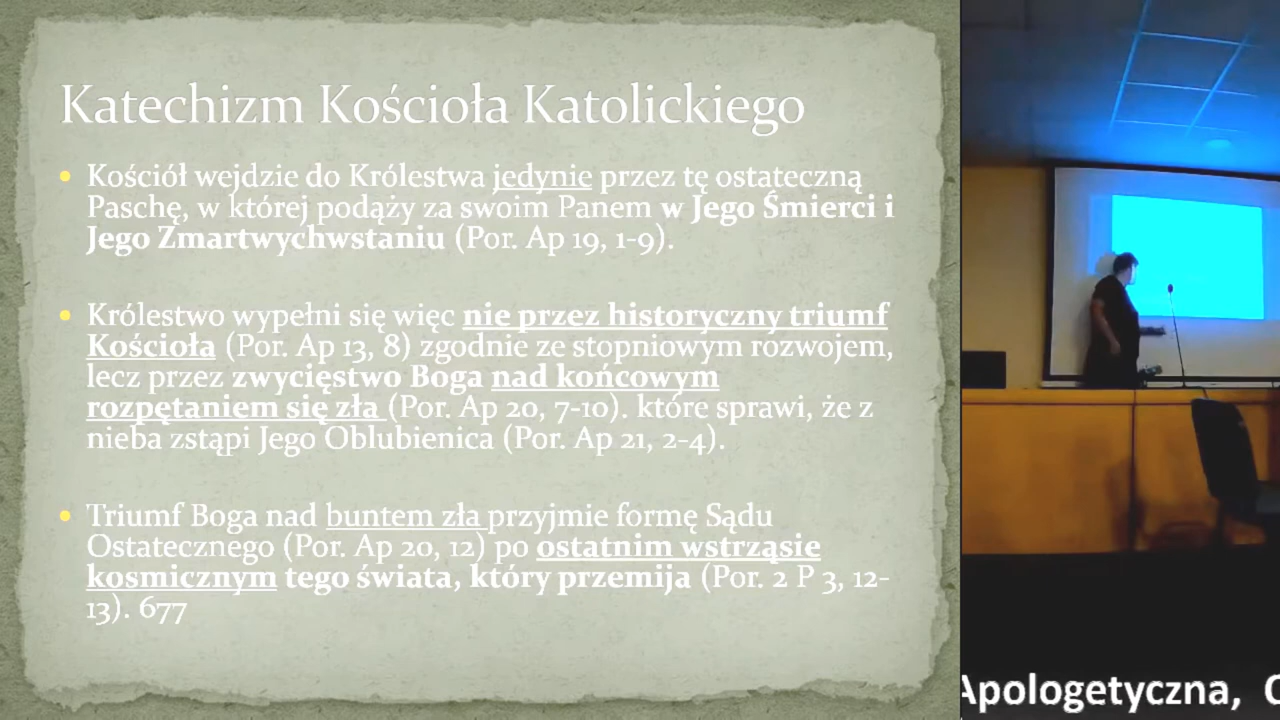 Katechizm Kościoła Katolickiego
• Kościół wejdzie do Królestwa jedynie przez tę ostateczną
Paschę, w której podąży za swoim Panem w Jego Śmierci i
Jego Zmartwychwstaniu (Por. Ap 19, 1-9).
• Królestwo wypełni się więc nie przez historyczny triumf
Kościoła (Por. Ap 13, 8) zgodnie ze stopniowym rozwojem,
lecz przez zwycięstwo Boga nad końcowym
rozpętaniem się zła (Por. Ap 20, 7-10). które sprawi, że z
nieba zstąpi Jego Oblubienica (Por. Ap 21, 2-4).
• Triumf Boga nad buntem zła przyjmie formę Sądu
Ostatecznego (Por. Ap 20, 12) po ostatnim wstrząsie
kosmicznym tego świata, który przemija (Por. 2 P 3, 12-
13). 677
Apologetyczna,